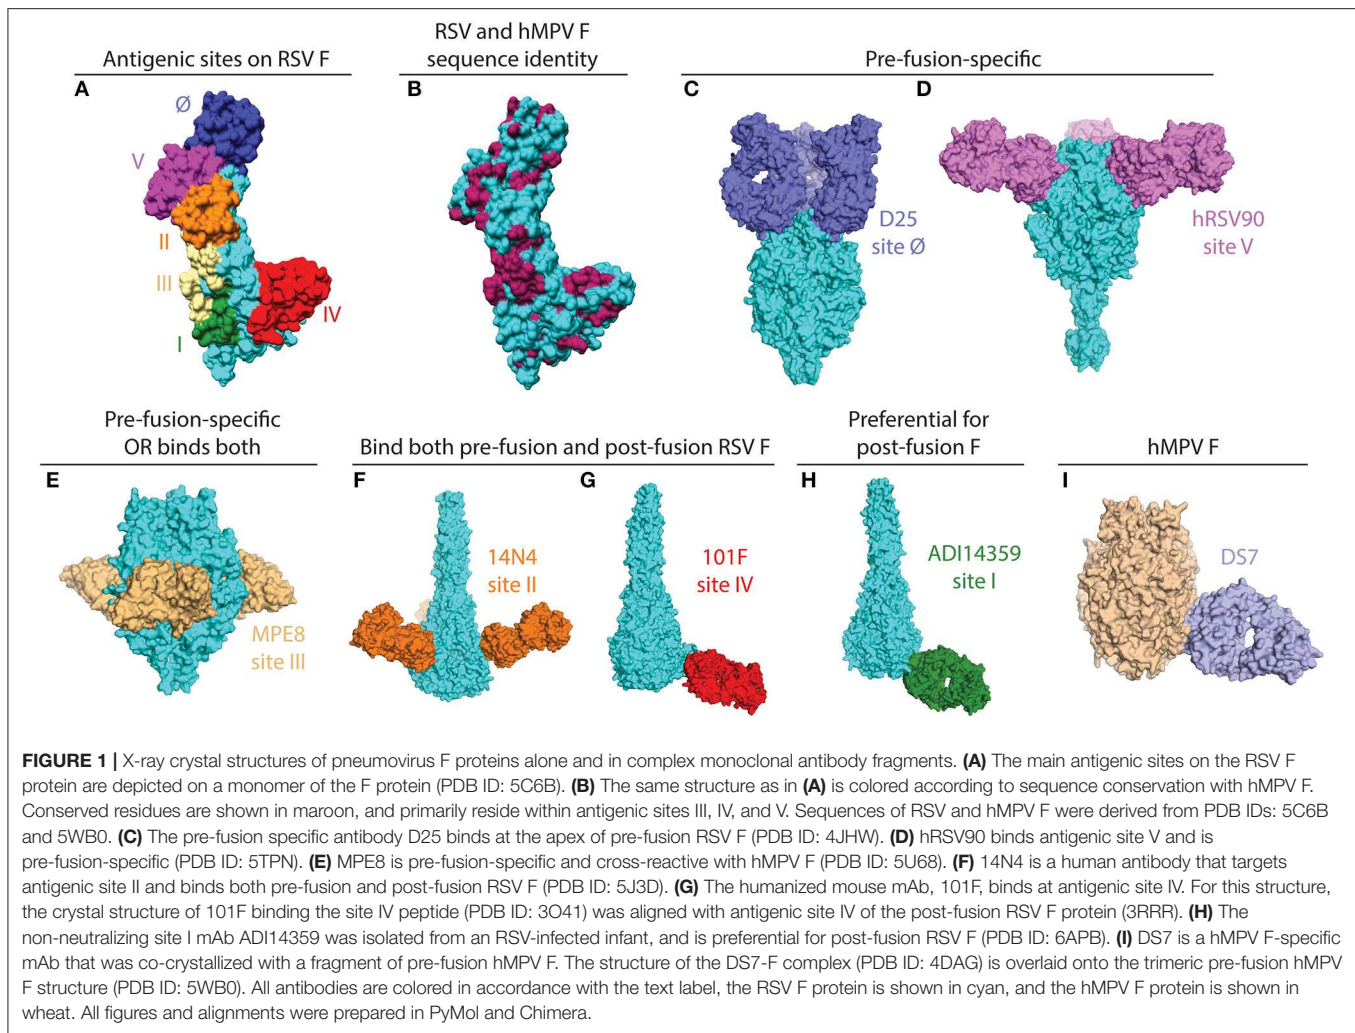 Antigenic sites on RSV F
RSV and hMPV F
sequence identity
Pre-fusion-specific
A
B
C
D
Ø
V
II
III
I
IV
D25
site Ø
hRSV90
site V
Pre-fusion-specific
OR binds both
Bind both pre-fusion and post-fusion RSV F
Preferential for
post-fusion F
hMPV F
E
F
G
H
I
MPE8
site III
14N4
site II
101F
site IV
ADI14359
site I
DS7
FIGURE 1 | X-ray crystal structures of pneumovirus F proteins alone and in complex monoclonal antibody fragments. (A) The main antigenic sites on the RSV F
protein are depicted on a monomer of the F protein (PDB ID: 5C6B). (B) The same structure as in (A) is colored according to sequence conservation with hMPV F.
Conserved residues are shown in maroon, and primarily reside within antigenic sites III, IV, and V. Sequences of RSV and hMPV F were derived from PDB IDs: 5C6B
and 5WB0. (C) The pre-fusion specific antibody D25 binds at the apex of pre-fusion RSV F (PDB ID: 4JHW). (D) hRSV90 binds antigenic site V and is
pre-fusion-specific (PDB ID: 5TPN). (E) MPE8 is pre-fusion-specific and cross-reactive with hMPV F (PDB ID: 5U68). (F) 14N4 is a human antibody that targets
antigenic site II and binds both pre-fusion and post-fusion RSV F (PDB ID: 5J3D). (G) The humanized mouse mAb, 101F, binds at antigenic site IV. For this structure,
the crystal structure of 101F binding the site IV peptide (PDB ID: 3O41) was aligned with antigenic site IV of the post-fusion RSV F protein (3RRR). (H) The
non-neutralizing site I mAb ADI14359 was isolated from an RSV-infected infant, and is preferential for post-fusion RSV F (PDB ID: 6APB). (I) DS7 is a hMPV F-specific
mAb that was co-crystallized with a fragment of pre-fusion hMPV F. The structure of the DS7-F complex (PDB ID: 4DAG) is overlaid onto the trimeric pre-fusion hMPV
F structure (PDB ID: 5WB0). All antibodies are colored in accordance with the text label, the RSV F protein is shown in cyan, and the hMPV F protein is shown in
wheat. All figures and alignments were prepared in PyMol and Chimera.